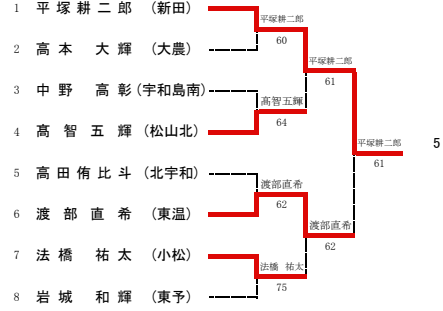 1 平塚耕二郎 （新田）
平塚耕二郎
60
2 高本 大輝 （大農）
平塚耕二郎
61
3 中野 高彰 （宇和島南）
髙智五輝
64
4 髙智五輝 （松山北）
平塚耕二郎
61
5
5 高田侑比斗 （北宇和）
渡部直希
62
6 渡部直希 （東温）
渡部直希
62
7 法橋 祐太 （小松）
法橋 祐太
75
8 岩城 和輝 （東予）